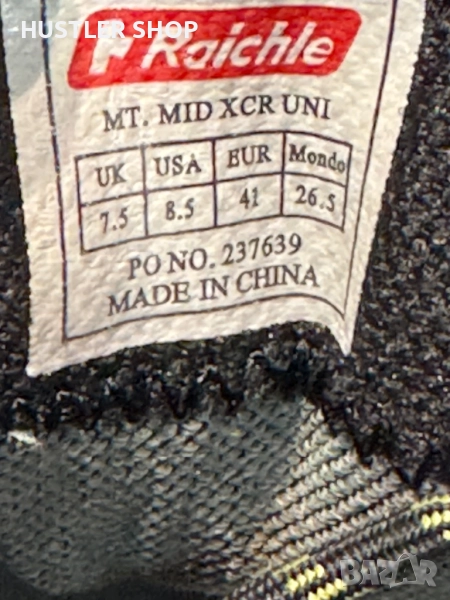 HUSTLER SHOP
Raichle
MT. MID XCR UNI
UK USA EUR Mondo
7.5 8.5 41 26.5
PO NO. 237639
MADE IN CHINA
BAZAR